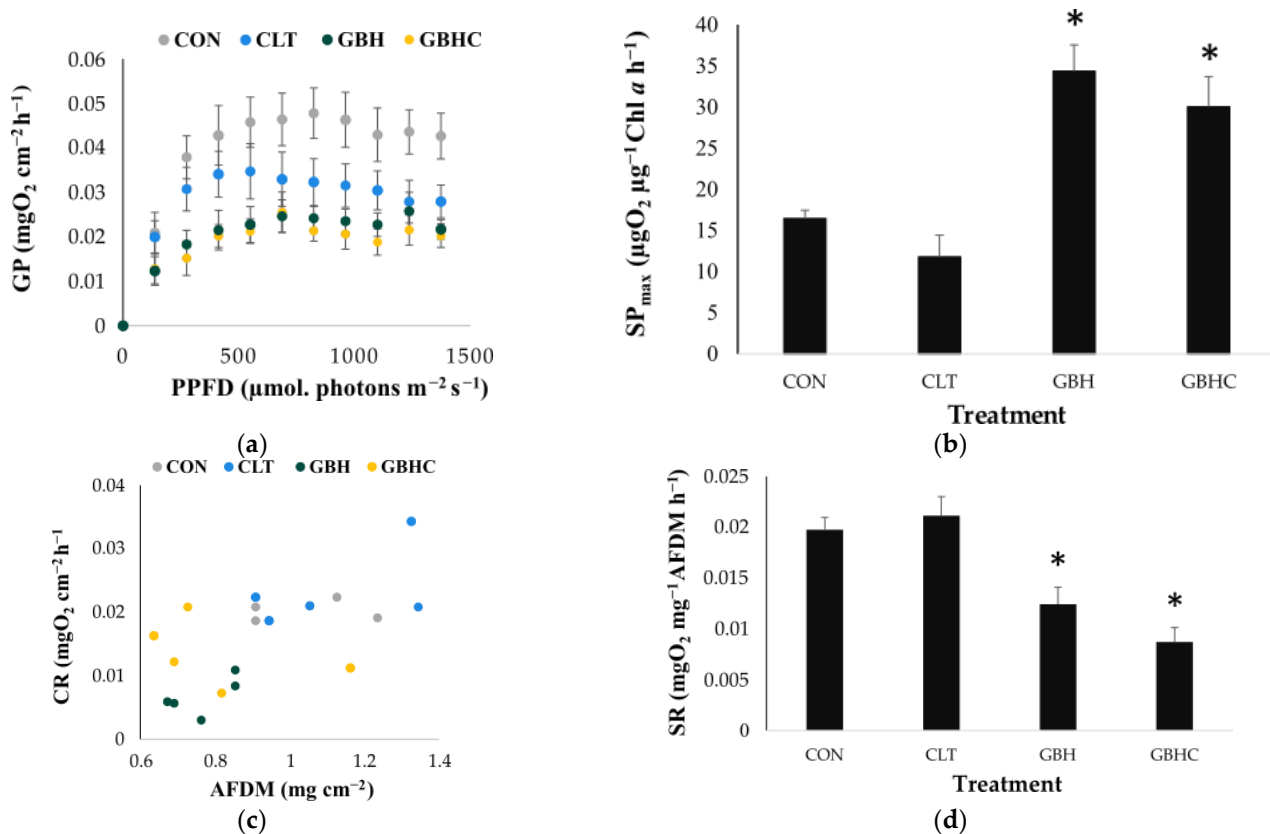 CON CLT GBH GBHC
GP (mgO₂ cm⁻² h⁻¹)
0.06
0.05
0.04
0.03
0.02
0.01
0
0 500 1000 1500
PPFD (µmol. photons m⁻² s⁻¹)
(a)
SPmax (µgO₂ µg⁻¹ Chl a h⁻¹)
40
35
30
25
20
15
10
5
0
* *
CON CLT GBH GBHC
Treatment
(b)
CON CLT GBH GBHC
CR (mgO₂ cm⁻² h⁻¹)
0.04
0.03
0.02
0.01
0
0.6 0.8 1 1.2 1.4
AFDM (mg cm⁻²)
(c)
SR (mgO₂ mg⁻¹ AFDM h⁻¹)
0.025
0.02
0.015
0.01
0.005
0
* *
CON CLT GBH GBHC
Treatment
(d)